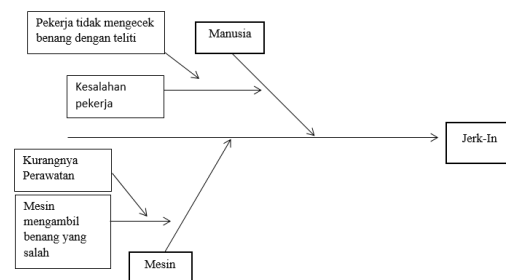 Pekerja tidak mengecek
benang dengan teliti
Manusia
Kesalahan
pekerja
Jerk-In
Kurangnya
Perawatan
Mesin
mengambil
benang yang
salah
Mesin